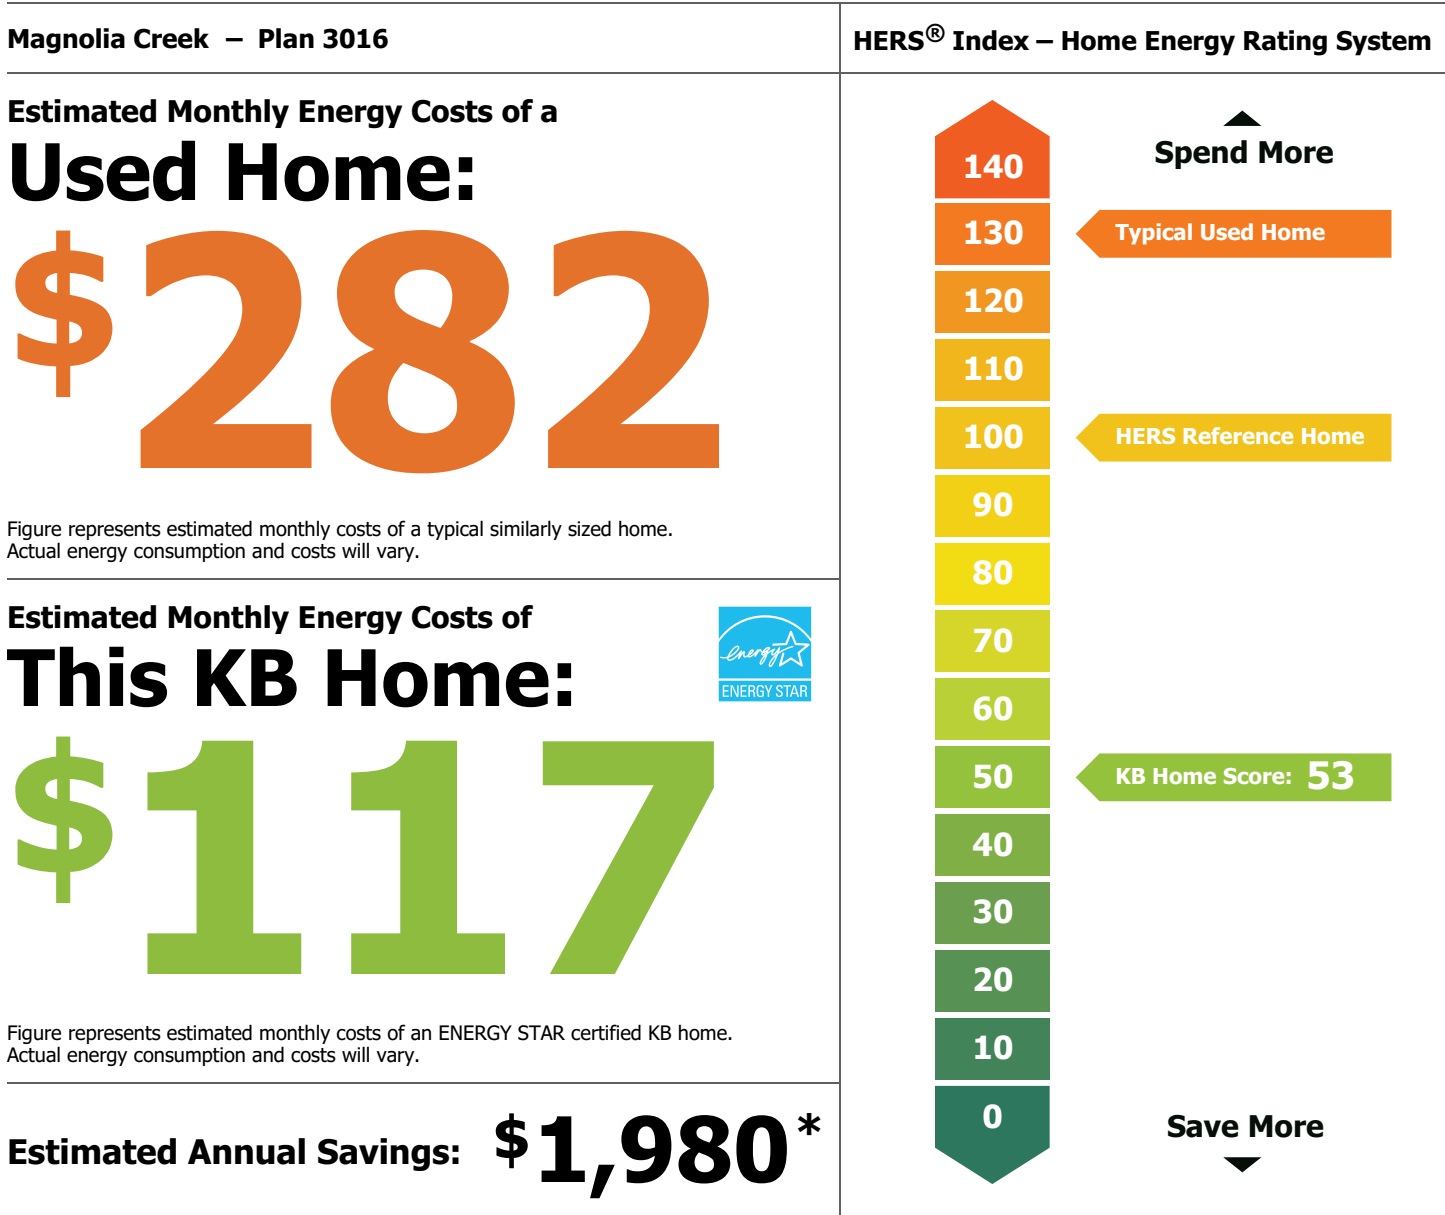 Magnolia Creek – Plan 3016
Estimated Monthly Energy Costs of a
Used Home:
$282
Figure represents estimated monthly costs of a typical similarly sized home.
Actual energy consumption and costs will vary.
Estimated Monthly Energy Costs of
This KB Home:
energy
ENERGY STAR
$117
Figure represents estimated monthly costs of an ENERGY STAR certified KB home.
Actual energy consumption and costs will vary.
Estimated Annual Savings: $1,980*
HERS® Index – Home Energy Rating System
Spend More
140
130
Typical Used Home
120
110
100
HERS Reference Home
90
80
70
60
50
KB Home Score: 53
40
30
20
10
0
Save More